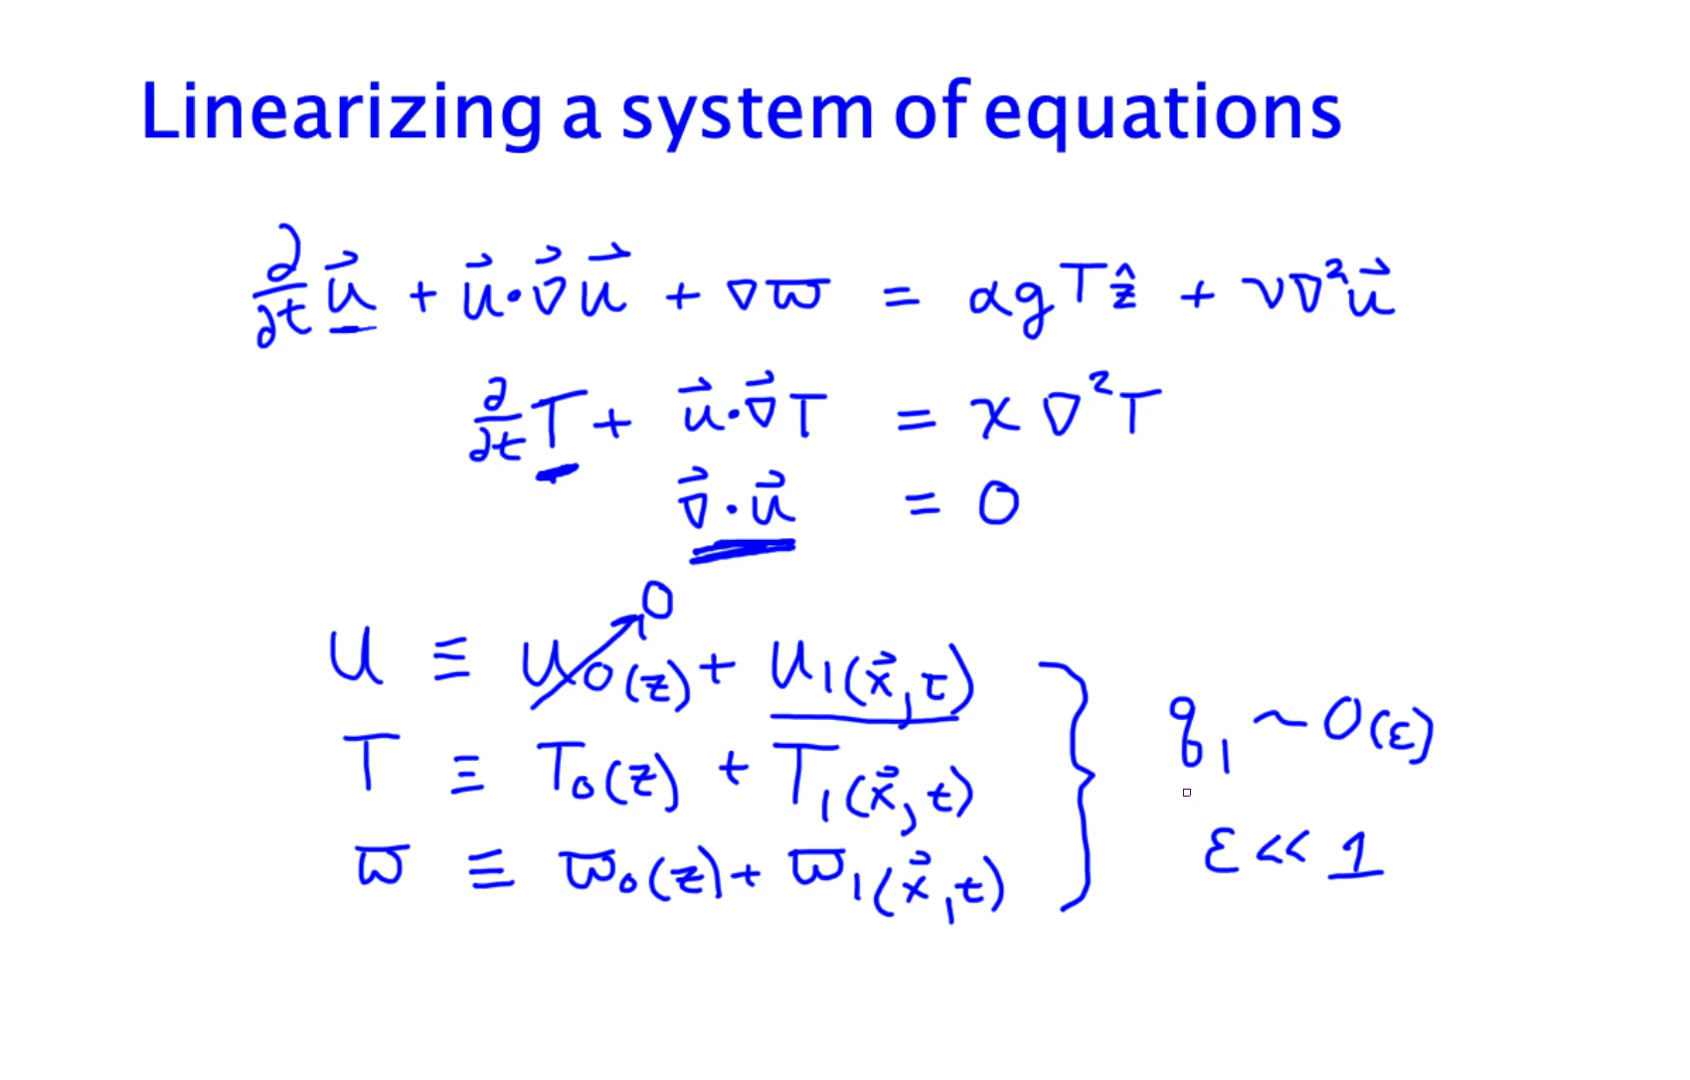 Linearizing a system of equations
∂/∂t u⃗ + u⃗·∇⃗u⃗ + ∇ϖ = αgTẑ + ν∇²u⃗
∂/∂t T + u⃗·∇⃗T = χ∇²T
∇⃗·u⃗ = 0
0
u ≡ u₀(z) + u₁(x⃗,t)
T ≡ T₀(z) + T₁(x⃗,t)
ϖ ≡ ϖ₀(z) + ϖ₁(x⃗,t)
q₁ ~ O(ε)
ε << 1